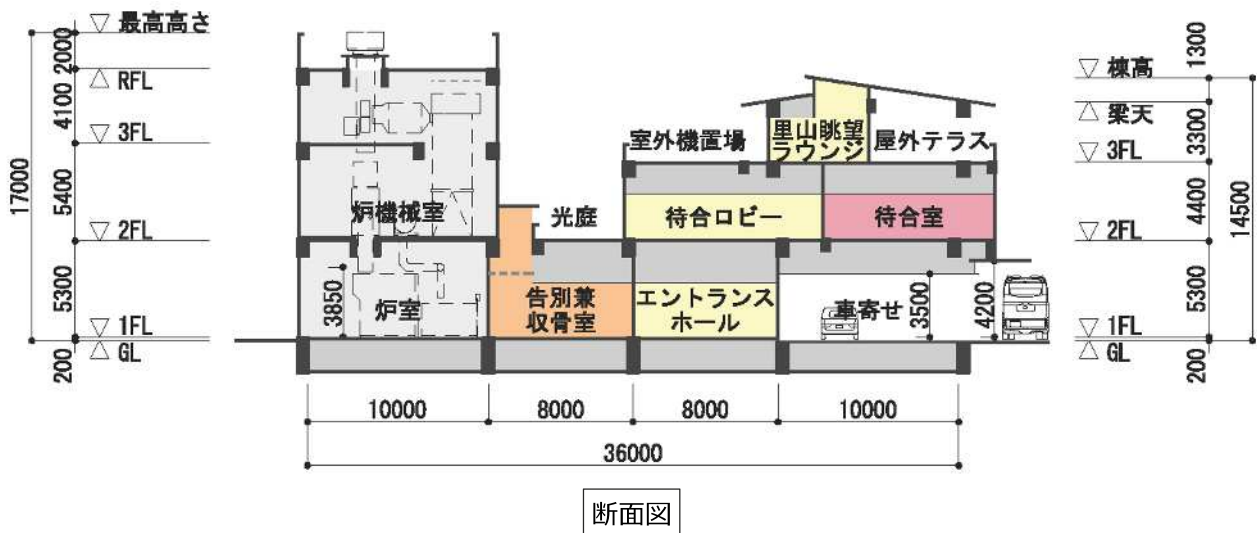 最高高さ
2000
RFL
4100
3FL
5400
17000
2FL
5300
1FL
GL
200
1300
棟高
梁天
3300
3FL
4400
14500
2FL
5300
1FL
GL
200
室外機置場
里山眺望
ラウンジ
屋外テラス
炉機械室
光庭
待合ロビー
待合室
3850
炉室
告別兼
収骨室
エントランス
ホール
車寄せ
3500
4200
10000
8000
8000
10000
36000
断面図